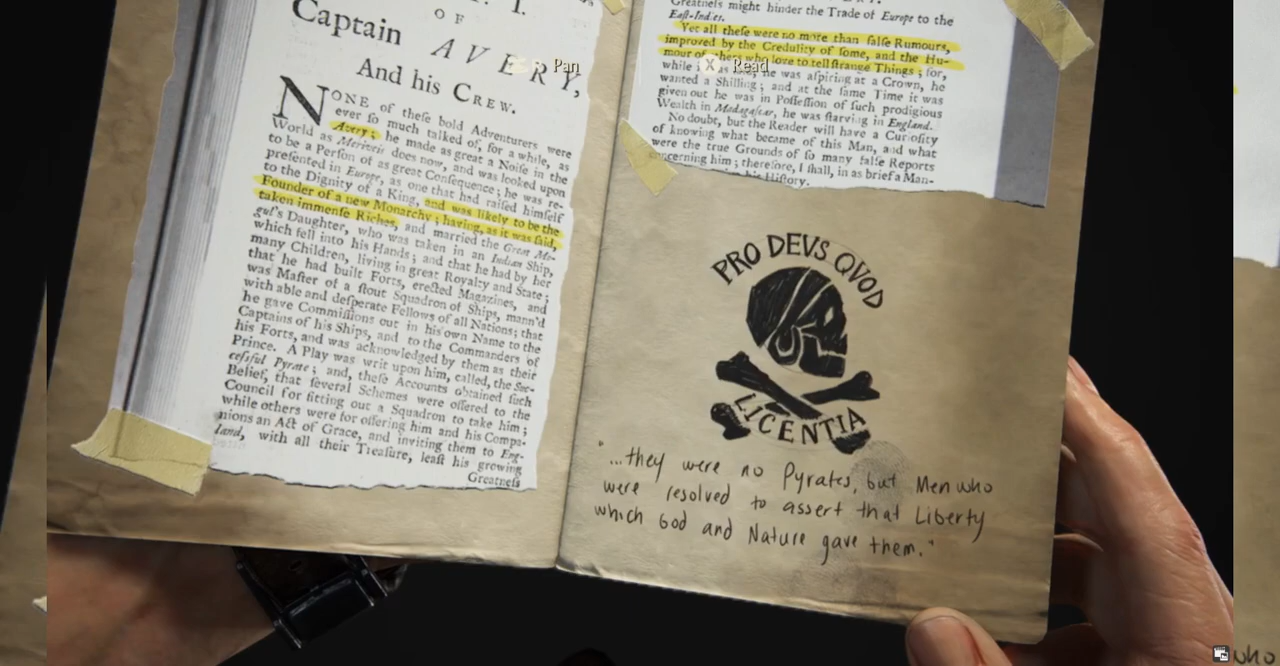 OF
Captain AVERY,
And his CREW.
NONE of theſe bold Adventurers were
ever ſo much talked of, for a while, as
Avery; he made as great a Noiſe in the
World as Meriveis does now, and was looked upon
to be a Perſon of as great Conſequence; he was re-
preſented in Europe, as one that had raiſed himſelf
to the Dignity of a King, and was likely to be the
Founder of a new Monarchy; having, as it was ſaid,
taken immenſe Riches, and married the Great Mo-
gul's Daughter, who was taken in an Indian Ship,
which fell into his Hands; and that he had by her
many Children, living in great Royalty and State;
that he had built Forts, erected Magazines, and
was Maſter of a ſtout Squadron of Ships, mann'd
with able and deſperate Fellows of all Nations; that
he gave Commiſſions out in his own Name to the
Captains of his Ships, and to the Commanders of
his Forts, and was acknowledged by them as their
Prince. A Play was writ upon him, called, the Suc-
ceſsful Pyrate; and, theſe Accounts obtained ſuch
Belief, that ſeveral Schemes were offered to the
Council for fitting out a Squadron to take him;
while others were for offering him and his Compa-
nions an Act of Grace, and inviting them to Eng-
land, with all their Treaſure, leaſt his growing
Greatneſs
Pan
Greatneſs might hinder the Trade of Europe to the
Eaſt-Indies.
Yet all theſe were no more than falſe Rumours,
improved by the Credulity of ſome, and the Hu-
mour of others who love to tell ſtrange Things; for,
while he was aſpiring at a Crown, he
wanted a Shilling; and at the ſame Time it was
given out he was in Poſſeſſion of ſuch prodigious
Wealth in Madagaſcar, he was ſtarving in England.
No doubt, but the Reader will have a Curioſity
of knowing what became of this Man, and what
were the true Grounds of ſo many falſe Reports
concerning him; therefore, I ſhall, in as brief a Man-
his Hiſtory.
X Read
PRO DEVS QVOD
LICENTIA
"...they were no Pyrates, but Men who
were resolved to assert that Liberty
which God and Nature gave them."
who